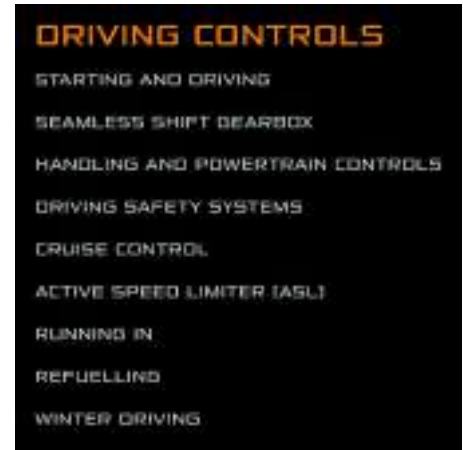 DRIVING CONTROLS
STARTING AND DRIVING
SEAMLESS SHIFT GEARBOX
HANDLING AND POWERTRAIN CONTROLS
DRIVING SAFETY SYSTEMS
CRUISE CONTROL
ACTIVE SPEED LIMITER [ASL]
RUNNING IN
REFUELLING
WINTER DRIVING